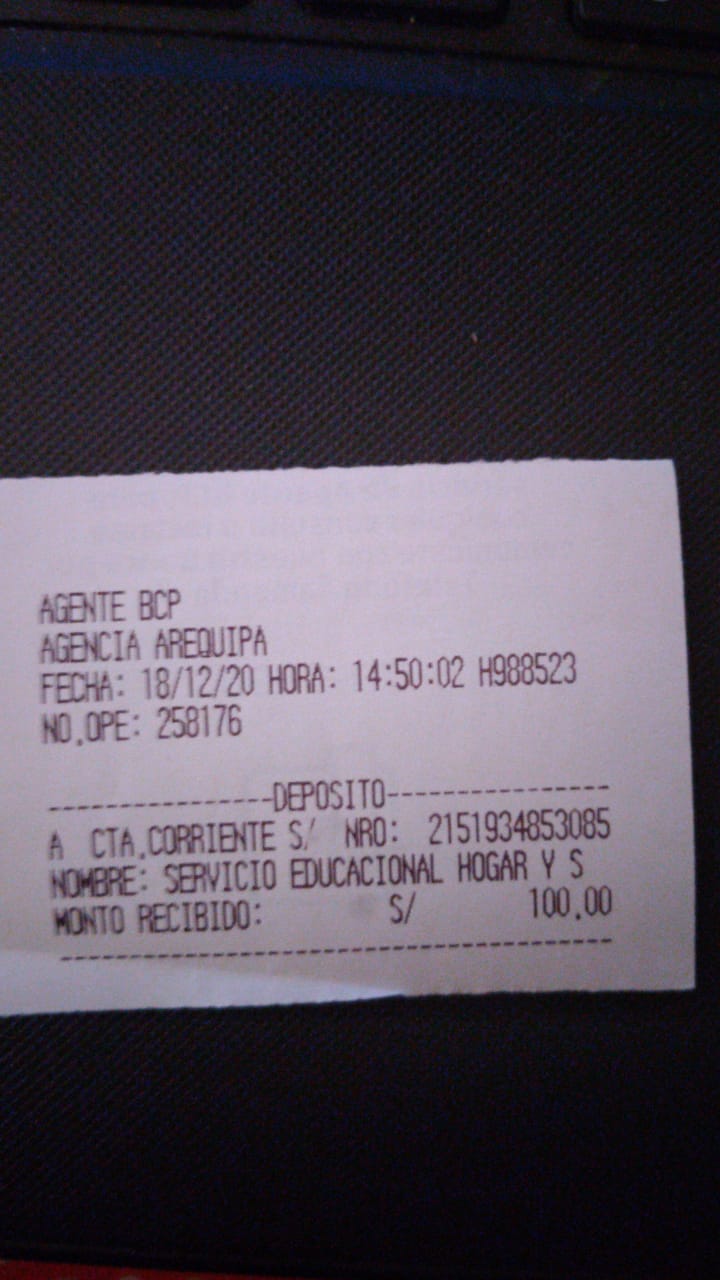 AGENTE BCP
AGENCIA AREQUIPA
FECHA: 18/12/20 HORA: 14:50:02 H988523
NO.OPE: 258176
----------------DEPOSITO----------------
A CTA.CORRIENTE S/ NRO: 2151934853085
NOMBRE: SERVICIO EDUCACIONAL HOGAR Y S
MONTO RECIBIDO: S/ 100.00
----------------------------------------